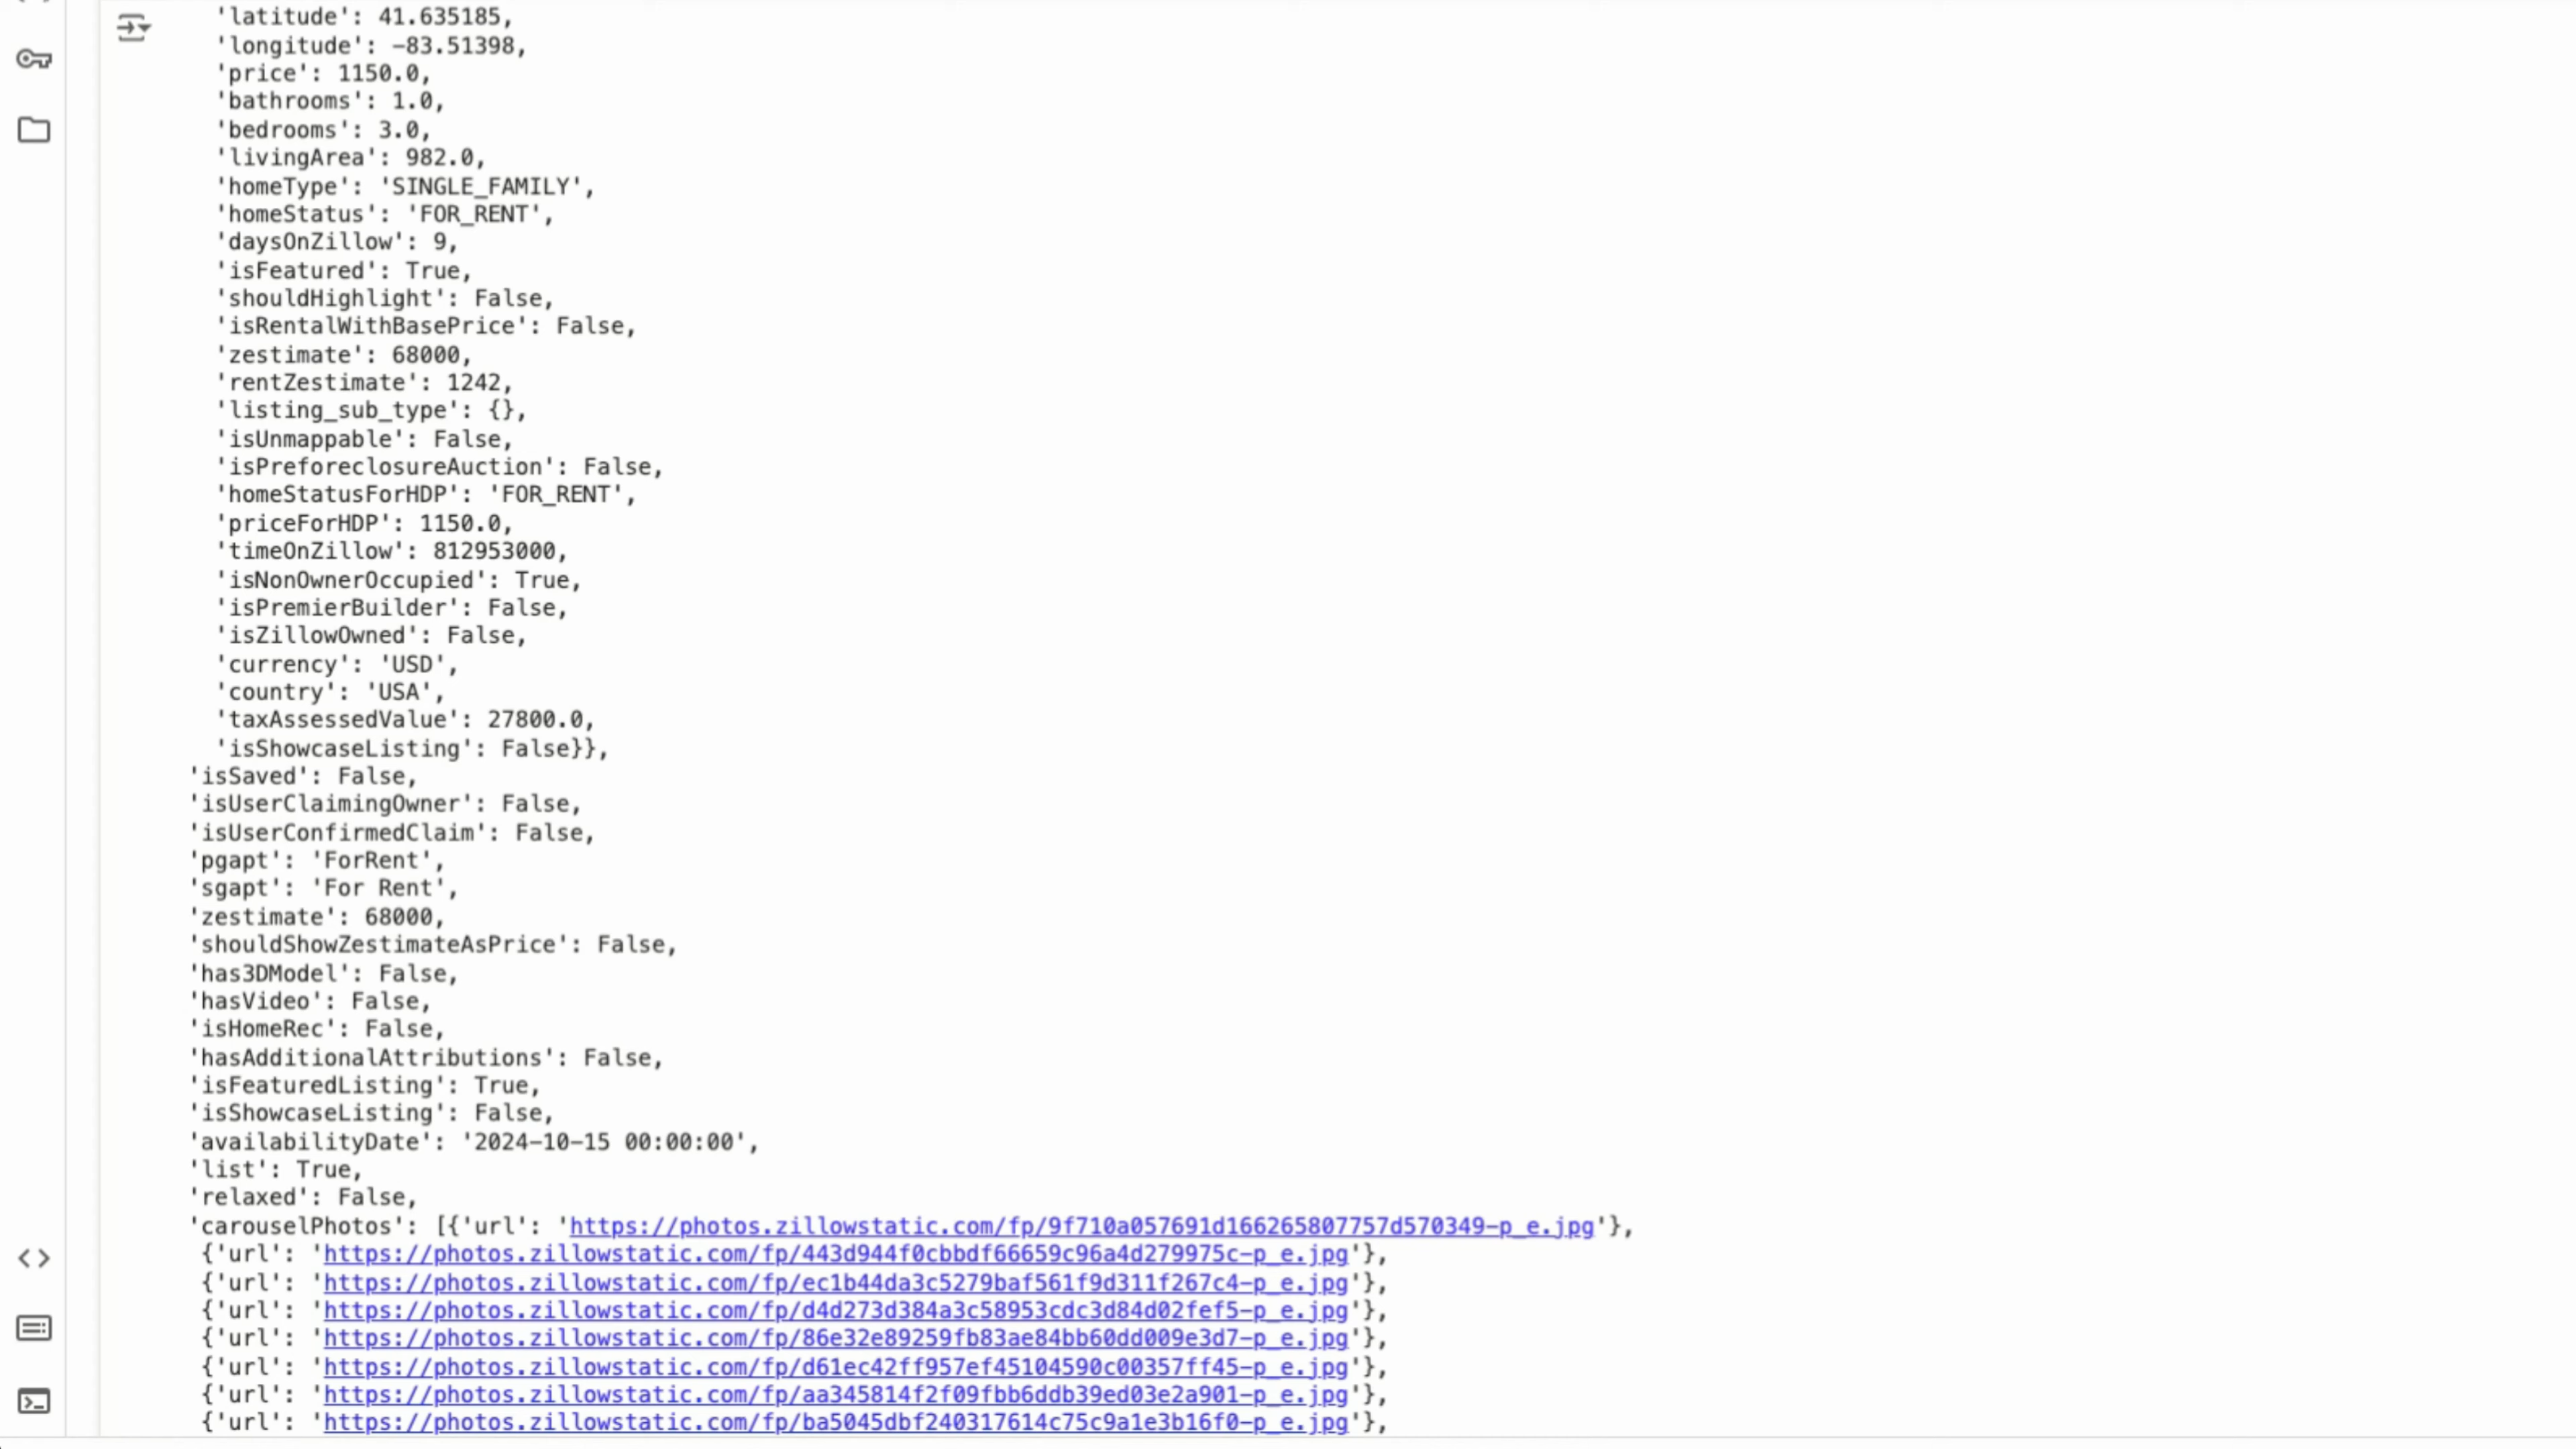 'latitude': 41.635185,
'longitude': -83.51398,
'price': 1150.0,
'bathrooms': 1.0,
'bedrooms': 3.0,
'livingArea': 982.0,
'homeType': 'SINGLE_FAMILY',
'homeStatus': 'FOR_RENT',
'daysOnZillow': 9,
'isFeatured': True,
'shouldHighlight': False,
'isRentalWithBasePrice': False,
'zestimate': 68000,
'rentZestimate': 1242,
'listing_sub_type': {},
'isUnmappable': False,
'isPreforeclosureAuction': False,
'homeStatusForHDP': 'FOR_RENT',
'priceForHDP': 1150.0,
'timeOnZillow': 812953000,
'isNonOwnerOccupied': True,
'isPremierBuilder': False,
'isZillowOwned': False,
'currency': 'USD',
'country': 'USA',
'taxAssessedValue': 27800.0,
'isShowcaseListing': False}},
'isSaved': False,
'isUserClaimingOwner': False,
'isUserConfirmedClaim': False,
'pgapt': 'ForRent',
'sgapt': 'For Rent',
'zestimate': 68000,
'shouldShowZestimateAsPrice': False,
'has3DModel': False,
'hasVideo': False,
'isHomeRec': False,
'hasAdditionalAttributions': False,
'isFeaturedListing': True,
'isShowcaseListing': False,
'availabilityDate': '2024-10-15 00:00:00',
'list': True,
'relaxed': False,
'carouselPhotos': [{'url': 'https://photos.zillowstatic.com/fp/9f710a057691d166265807757d570349-p_e.jpg'},
{'url': 'https://photos.zillowstatic.com/fp/443d944f0cbbdf66659c96a4d279975c-p_e.jpg'},
{'url': 'https://photos.zillowstatic.com/fp/ec1b44da3c5279baf561f9d311f267c4-p_e.jpg'},
{'url': 'https://photos.zillowstatic.com/fp/d4d273d384a3c58953cdc3d84d02fef5-p_e.jpg'},
{'url': 'https://photos.zillowstatic.com/fp/86e32e89259fb83ae84bb60dd009e3d7-p_e.jpg'},
{'url': 'https://photos.zillowstatic.com/fp/d61ec42ff957ef45104590c00357ff45-p_e.jpg'},
{'url': 'https://photos.zillowstatic.com/fp/aa345814f2f09fbb6ddb39ed03e2a901-p_e.jpg'},
{'url': 'https://photos.zillowstatic.com/fp/ba5045dbf240317614c75c9a1e3b16f0-p_e.jpg'},